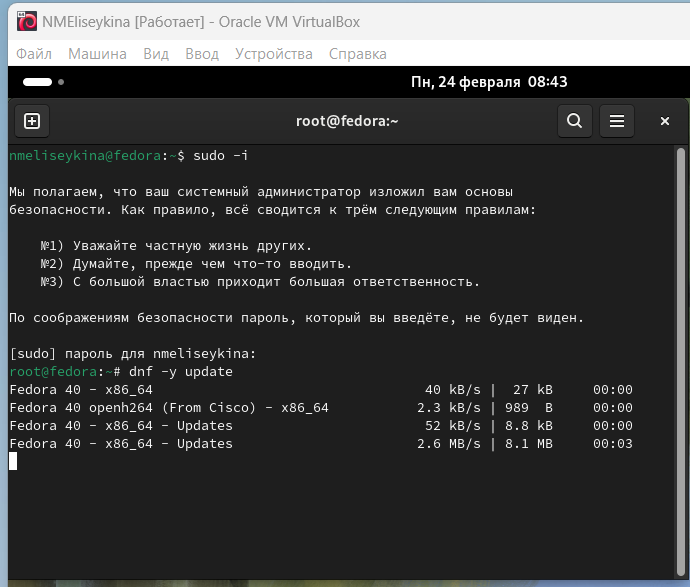 NMEliseykina [Работает] - Oracle VM VirtualBox
Файл Машина Вид Ввод Устройства Справка
Пн, 24 февраля 08:43
root@fedora:~
nmeliseykina@fedora:~$ sudo -i
Мы полагаем, что ваш системный администратор изложил вам основы
безопасности. Как правило, всё сводится к трём следующим правилам:
№1) Уважайте частную жизнь других.
№2) Думайте, прежде чем что-то вводить.
№3) С большой властью приходит большая ответственность.
По соображениям безопасности пароль, который вы введёте, не будет виден.
[sudo] пароль для nmeliseykina:
root@fedora:~# dnf -y update
Fedora 40 - x86_64 40 kB/s | 27 kB 00:00
Fedora 40 openh264 (From Cisco) - x86_64 2.3 kB/s | 989 B 00:00
Fedora 40 - x86_64 - Updates 52 kB/s | 8.8 kB 00:00
Fedora 40 - x86_64 - Updates 2.6 MB/s | 8.1 MB 00:03